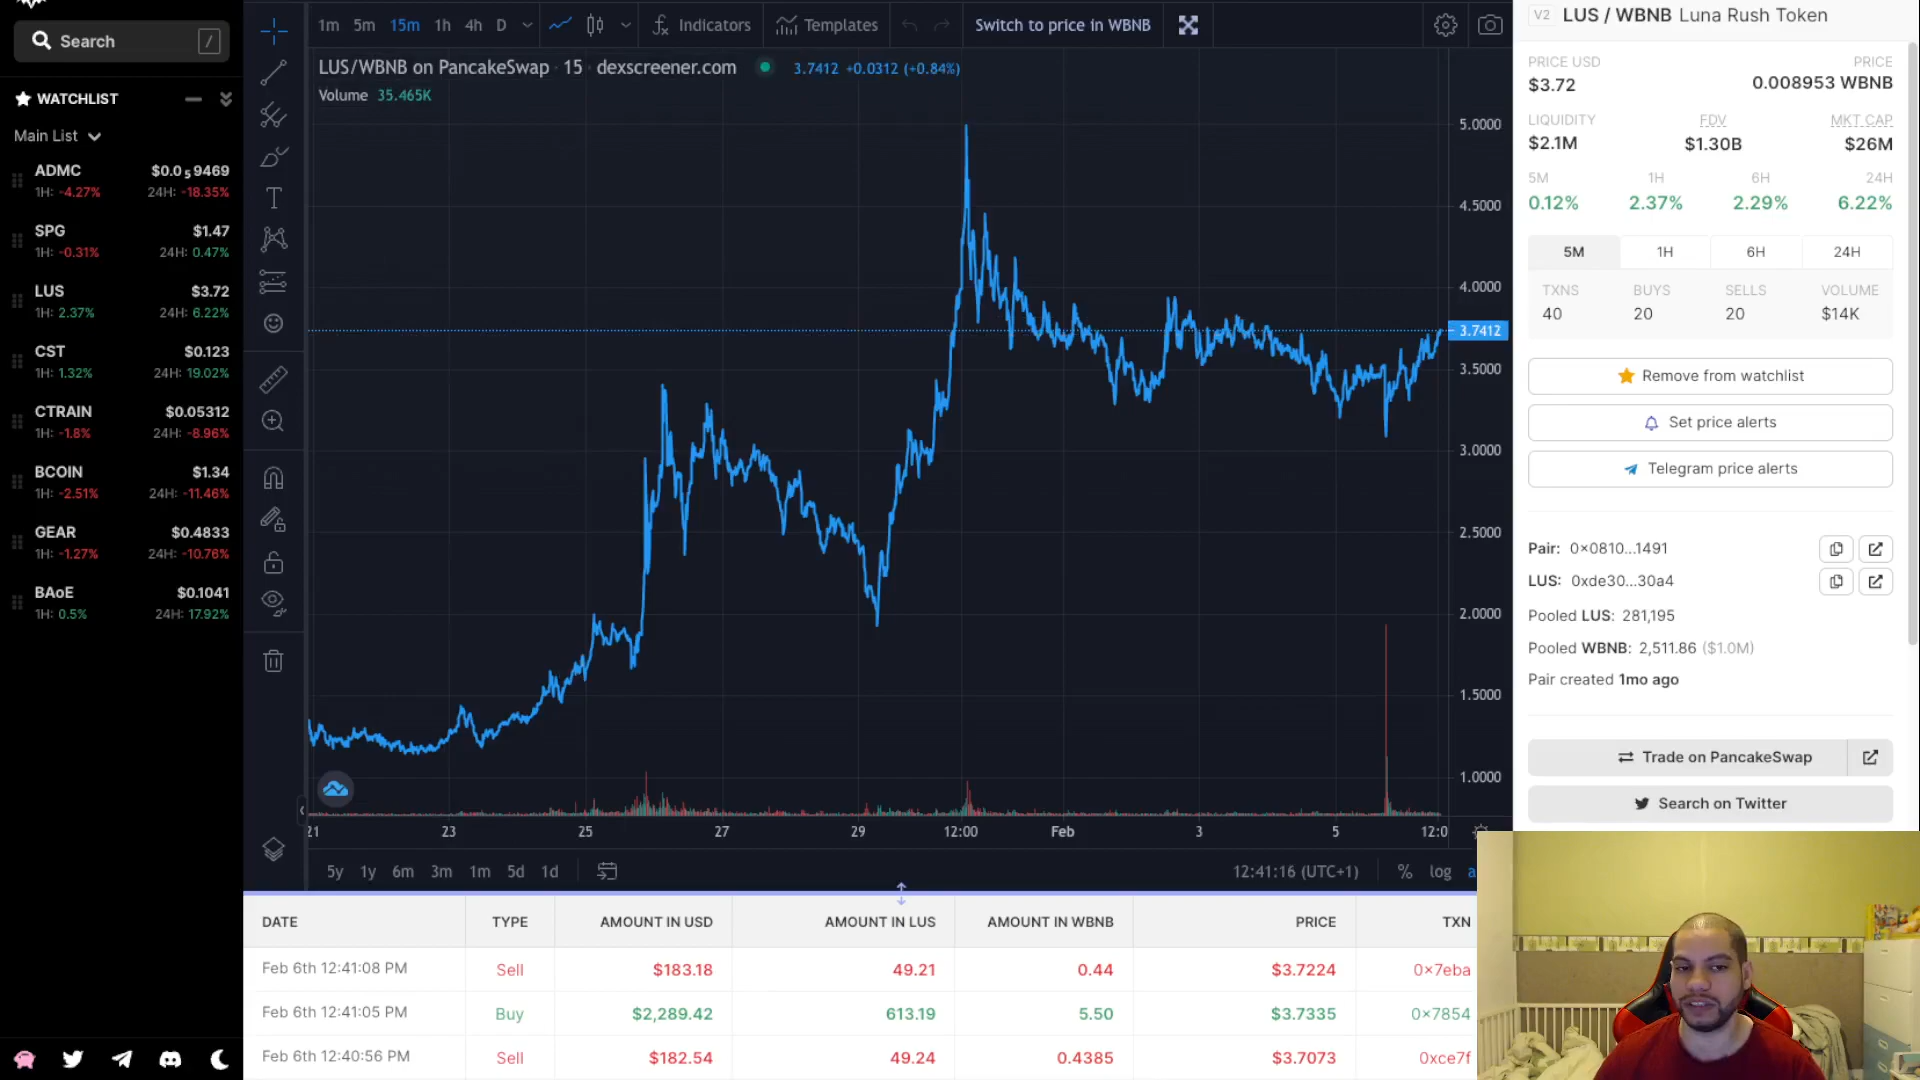 Search /
WATCHLIST
Main List
ADMC $0.0₅9469
1H: -4.27% 24H: -18.35%
SPG $1.47
1H: -0.31% 24H: 0.47%
LUS $3.72
1H: 2.37% 24H: 6.22%
CST $0.123
1H: 1.32% 24H: 19.02%
CTRAIN $0.05312
1H: -1.8% 24H: -8.96%
BCOIN $1.34
1H: -2.51% 24H: -11.46%
GEAR $0.4833
1H: -1.27% 24H: -10.76%
BAoE $0.1041
1H: 0.5% 24H: 17.92%
1m 5m 15m 1h 4h D Indicators Templates Switch to price in WBNB
LUS/WBNB on PancakeSwap · 15 · dexscreener.com 3.7412 +0.0312 (+0.84%)
Volume 35.465K
5.0000
4.5000
4.0000
3.7412
3.5000
3.0000
2.5000
2.0000
1.5000
1.0000
21 23 25 27 29 12:00 Feb 3 5 12:0
5y 1y 6m 3m 1m 5d 1d 12:41:16 (UTC+1) % log a
DATE TYPE AMOUNT IN USD AMOUNT IN LUS AMOUNT IN WBNB PRICE TXN
Feb 6th 12:41:08 PM Sell $183.18 49.21 0.44 $3.7224 0×7eba
Feb 6th 12:41:05 PM Buy $2,289.42 613.19 5.50 $3.7335 0×7854
Feb 6th 12:40:56 PM Sell $182.54 49.24 0.4385 $3.7073 0xce7f
V2 LUS / WBNB Luna Rush Token
PRICE USD PRICE
$3.72 0.008953 WBNB
LIQUIDITY FDV MKT CAP
$2.1M $1.30B $26M
5M 1H 6H 24H
0.12% 2.37% 2.29% 6.22%
5M 1H 6H 24H
TXNS BUYS SELLS VOLUME
40 20 20 $14K
Remove from watchlist
Set price alerts
Telegram price alerts
Pair: 0×0810...1491
LUS: 0xde30...30a4
Pooled LUS: 281,195
Pooled WBNB: 2,511.86 ($1.0M)
Pair created 1mo ago
Trade on PancakeSwap
Search on Twitter